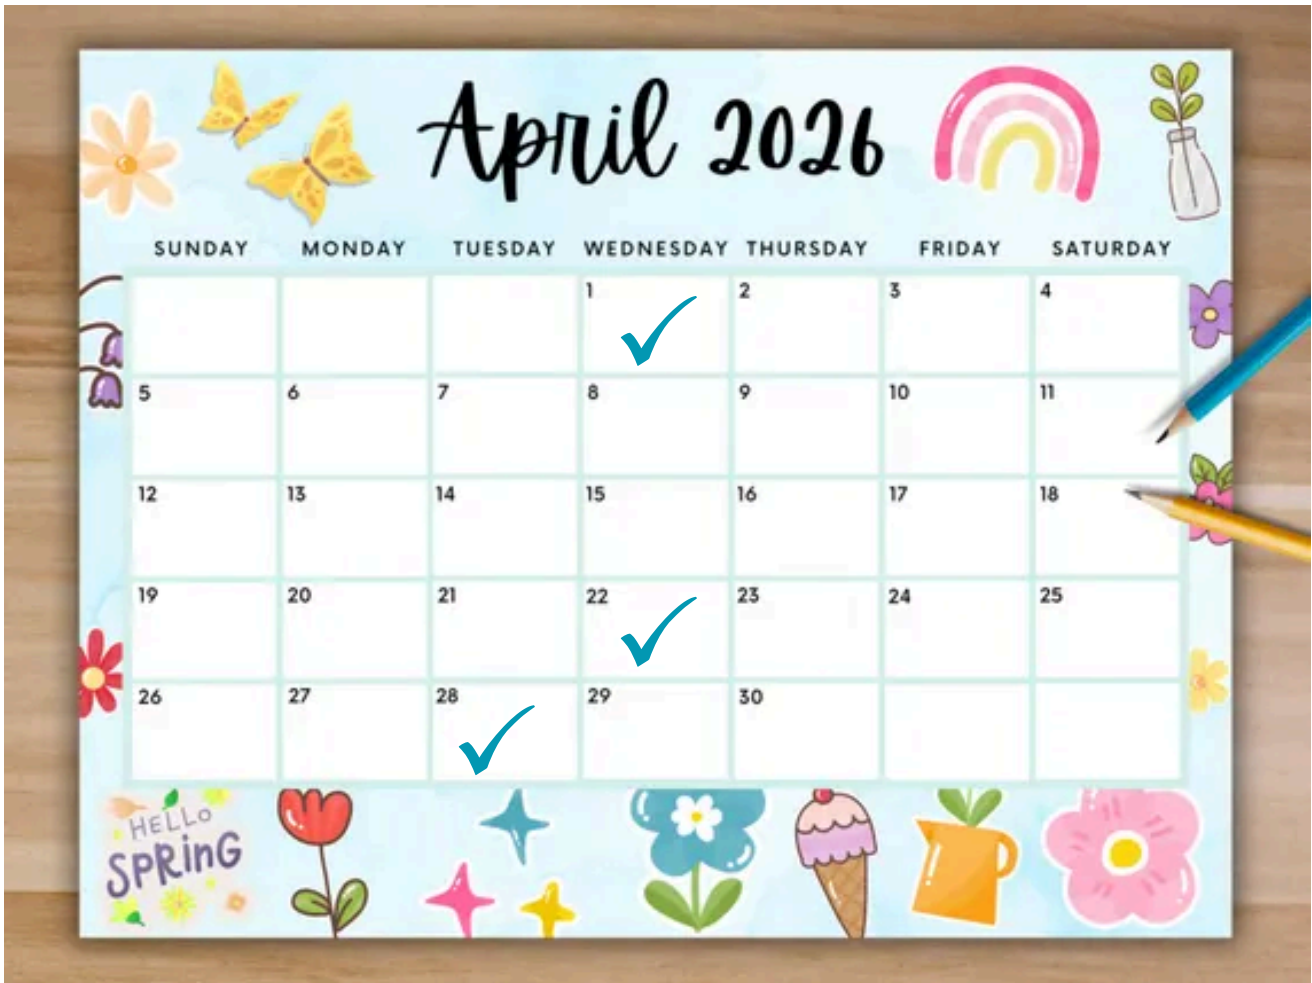 April 2026
SUNDAY MONDAY TUESDAY WEDNESDAY THURSDAY FRIDAY SATURDAY
1 2 3 4
5 6 7 8 9 10 11
12 13 14 15 16 17 18
19 20 21 22 23 24 25
26 27 28 29 30
HELLO
SPRING